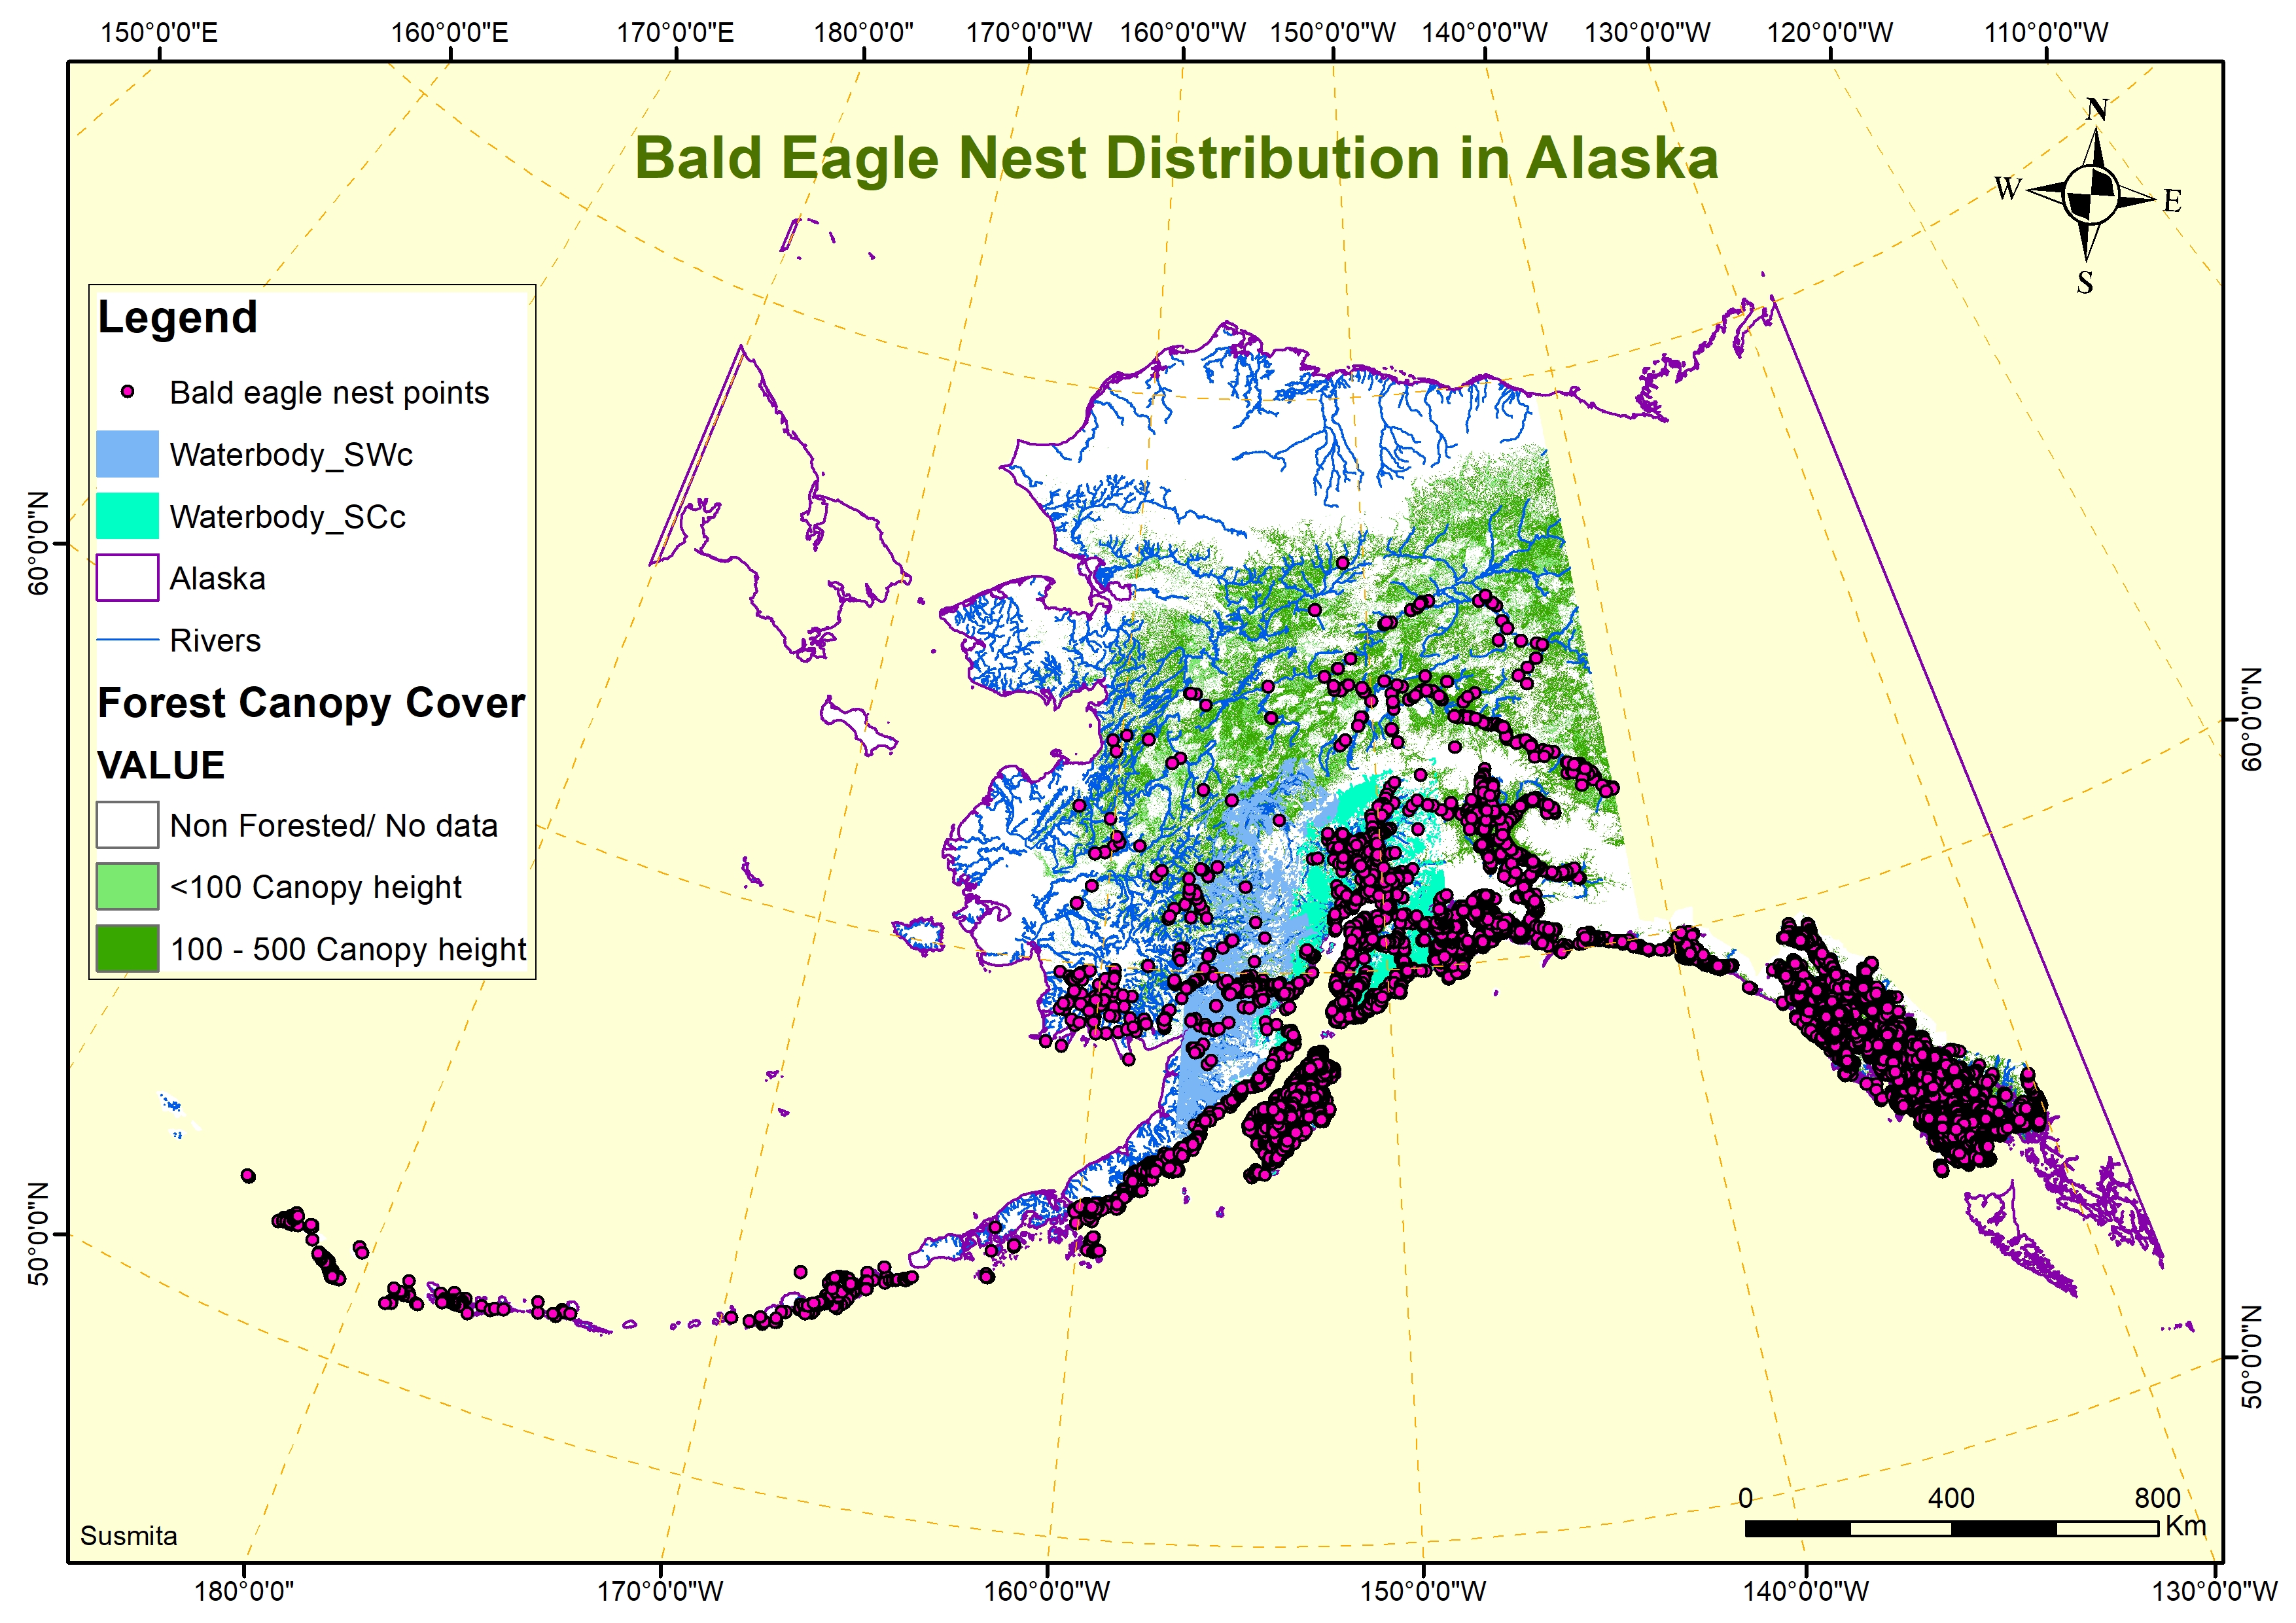 150°0'0"E 160°0'0"E 170°0'0"E 180°0'0" 170°0'0"W 160°0'0"W 150°0'0"W 140°0'0"W 130°0'0"W 120°0'0"W 110°0'0"W
Bald Eagle Nest Distribution in Alaska
N
W E
S
Legend
Bald eagle nest points
Waterbody_SWc
Waterbody_SCc
Alaska
Rivers
Forest Canopy Cover
VALUE
Non Forested/ No data
<100 Canopy height
100 - 500 Canopy height
60°0'0"N
60°0'0"N
50°0'0"N
50°0'0"N
0 400 800
Km
Susmita
180°0'0" 170°0'0"W 160°0'0"W 150°0'0"W 140°0'0"W 130°0'0"W